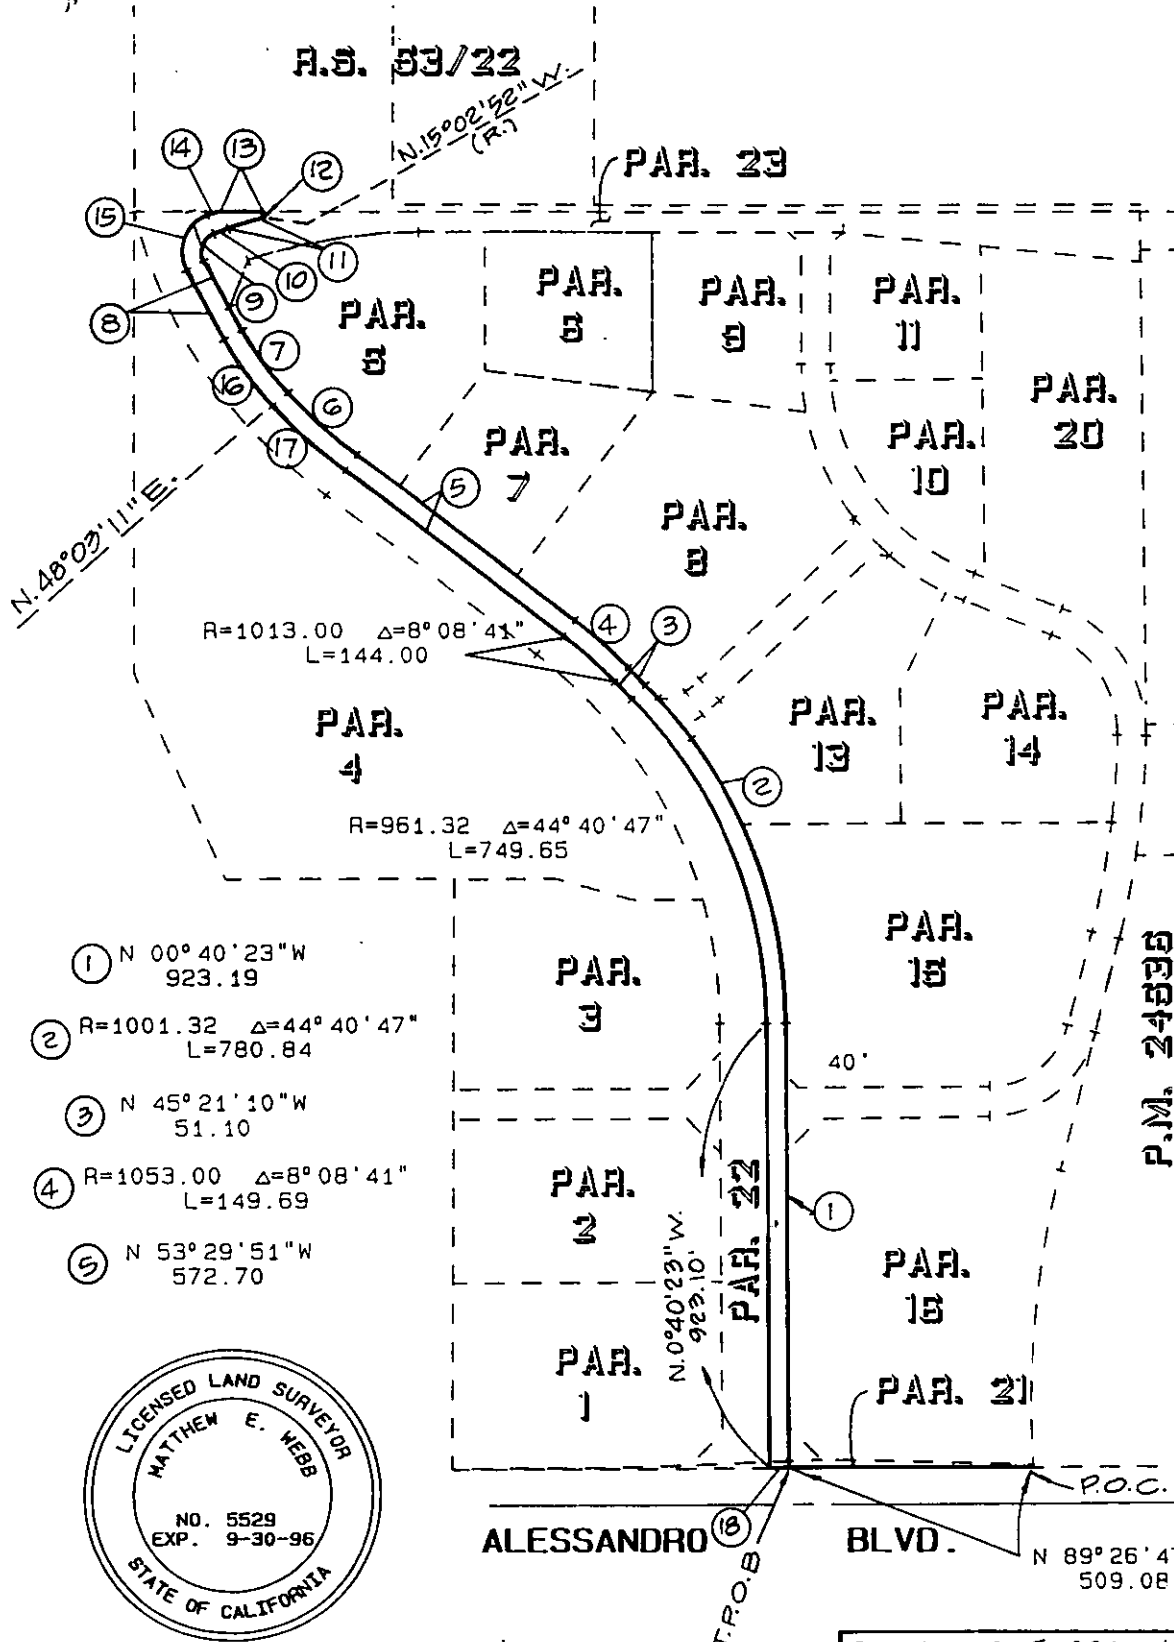 R.S. 53/22
N.15°02'52" W.
(R.)
14
13
12
PAR. 23
15
11
10
9
8
PAR.
PAR.
9
PAR.
11
PAR.
7
16
6
17
PAR.
20
PAR.
10
PAR.
7
5
PAR.
8
N.48°03'11" E.
R=1013.00 △=8°08'41"
L=144.00
4
3
PAR.
4
PAR.
13
PAR.
14
2
R=961.32 △=44°40'47"
L=749.65
1 N 00°40'23"W
923.19
2 R=1001.32 △=44°40'47"
L=780.84
3 N 45°21'10"W
51.10
4 R=1053.00 △=8°08'41"
L=149.69
5 N 53°29'51"W
572.70
PAR.
3
PAR.
P.M.
40'
PAR.
2
PAR. 22
1
N.0°40'23"W.
923.10'
PAR.
PAR.
1
PAR. 21
P.O.C.
ALESSANDRO BLVD.
18
T.P.O.B
N 89°26'4
509.08
LICENSED LAND SURVEYOR
MATTHEW E. WEBB
NO. 5529
EXP. 9-30-96
STATE OF CALIFORNIA